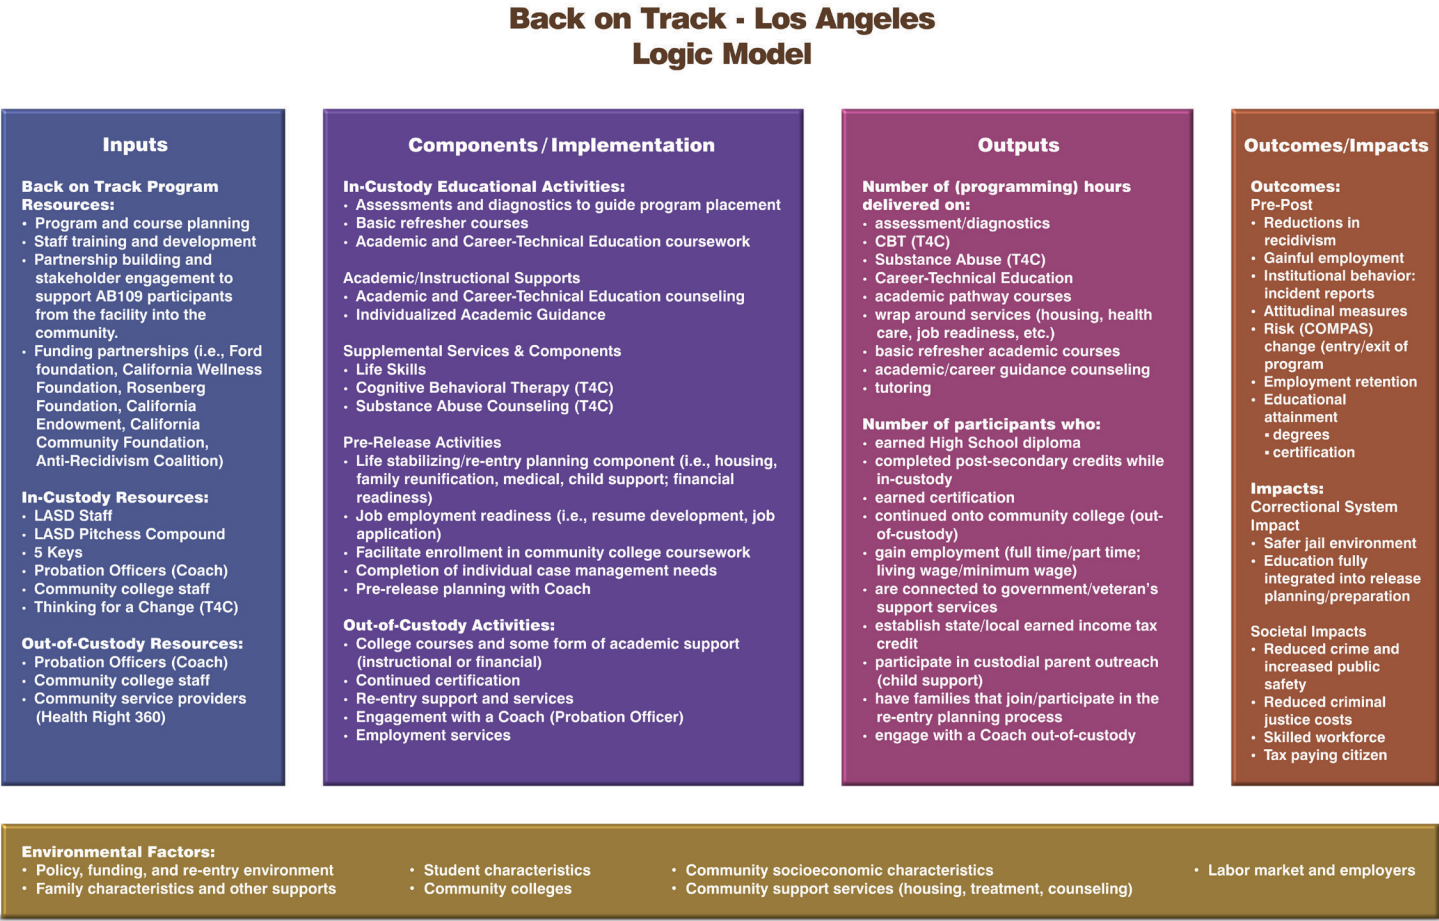 Back on Track - Los Angeles
Logic Model
Inputs
Back on Track Program
Resources:
• Program and course planning
• Staff training and development
• Partnership building and
stakeholder engagement to
support AB109 participants
from the facility into the
community.
• Funding partnerships (i.e., Ford
foundation, California Wellness
Foundation, Rosenberg
Foundation, California
Endowment, California
Community Foundation,
Anti-Recidivism Coalition)
In-Custody Resources:
• LASD Staff
• LASD Pitchess Compound
• 5 Keys
• Probation Officers (Coach)
• Community college staff
• Thinking for a Change (T4C)
Out-of-Custody Resources:
• Probation Officers (Coach)
• Community college staff
• Community service providers
(Health Right 360)
Components/Implementation
In-Custody Educational Activities:
• Assessments and diagnostics to guide program placement
• Basic refresher courses
• Academic and Career-Technical Education coursework
Academic/Instructional Supports
• Academic and Career-Technical Education counseling
• Individualized Academic Guidance
Supplemental Services & Components
• Life Skills
• Cognitive Behavioral Therapy (T4C)
• Substance Abuse Counseling (T4C)
Pre-Release Activities
• Life stabilizing/re-entry planning component (i.e., housing,
family reunification, medical, child support; financial
readiness)
• Job employment readiness (i.e., resume development, job
application)
• Facilitate enrollment in community college coursework
• Completion of individual case management needs
• Pre-release planning with Coach
Out-of-Custody Activities:
• College courses and some form of academic support
(instructional or financial)
• Continued certification
• Re-entry support and services
• Engagement with a Coach (Probation Officer)
• Employment services
Outputs
Number of (programming) hours
delivered on:
• assessment/diagnostics
• CBT (T4C)
• Substance Abuse (T4C)
• Career-Technical Education
• academic pathway courses
• wrap around services (housing, health
care, job readiness, etc.)
• basic refresher academic courses
• academic/career guidance counseling
• tutoring
Number of participants who:
• earned High School diploma
• completed post-secondary credits while
in-custody
• earned certification
• continued onto community college (out-
of-custody)
• gain employment (full time/part time;
living wage/minimum wage)
• are connected to government/veteran's
support services
• establish state/local earned income tax
credit
• participate in custodial parent outreach
(child support)
• have families that join/participate in the
re-entry planning process
• engage with a Coach out-of-custody
Outcomes/Impacts
Outcomes:
Pre-Post
• Reductions in
recidivism
• Gainful employment
• Institutional behavior:
incident reports
• Attitudinal measures
• Risk (COMPAS)
change (entry/exit of
program
• Employment retention
• Educational
attainment
▪ degrees
▪ certification
Impacts:
Correctional System
Impact
• Safer jail environment
• Education fully
integrated into release
planning/preparation
Societal Impacts
• Reduced crime and
increased public
safety
• Reduced criminal
justice costs
• Skilled workforce
• Tax paying citizen
Environmental Factors:
• Policy, funding, and re-entry environment
• Family characteristics and other supports
• Student characteristics
• Community colleges
• Community socioeconomic characteristics
• Community support services (housing, treatment, counseling)
• Labor market and employers